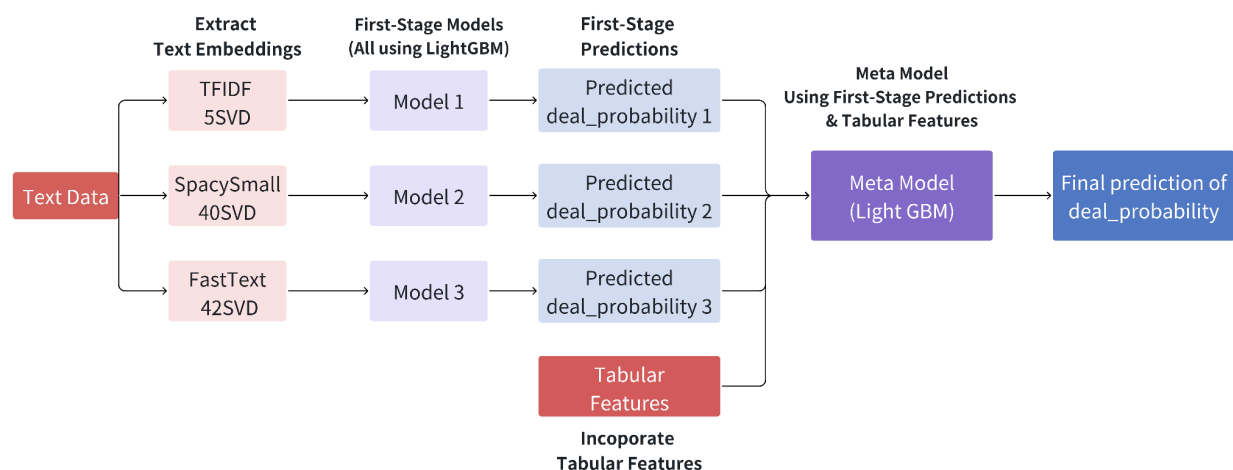 Extract
Text Embeddings
First-Stage Models
(All using LightGBM)
First-Stage
Predictions
Meta Model
Using First-Stage Predictions
& Tabular Features
Text Data
TFIDF
5SVD
Model 1
Predicted
deal_probability 1
SpacySmall
40SVD
Model 2
Predicted
deal_probability 2
FastText
42SVD
Model 3
Predicted
deal_probability 3
Tabular
Features
Incoporate
Tabular Features
Meta Model
(Light GBM)
Final prediction of
deal_probability